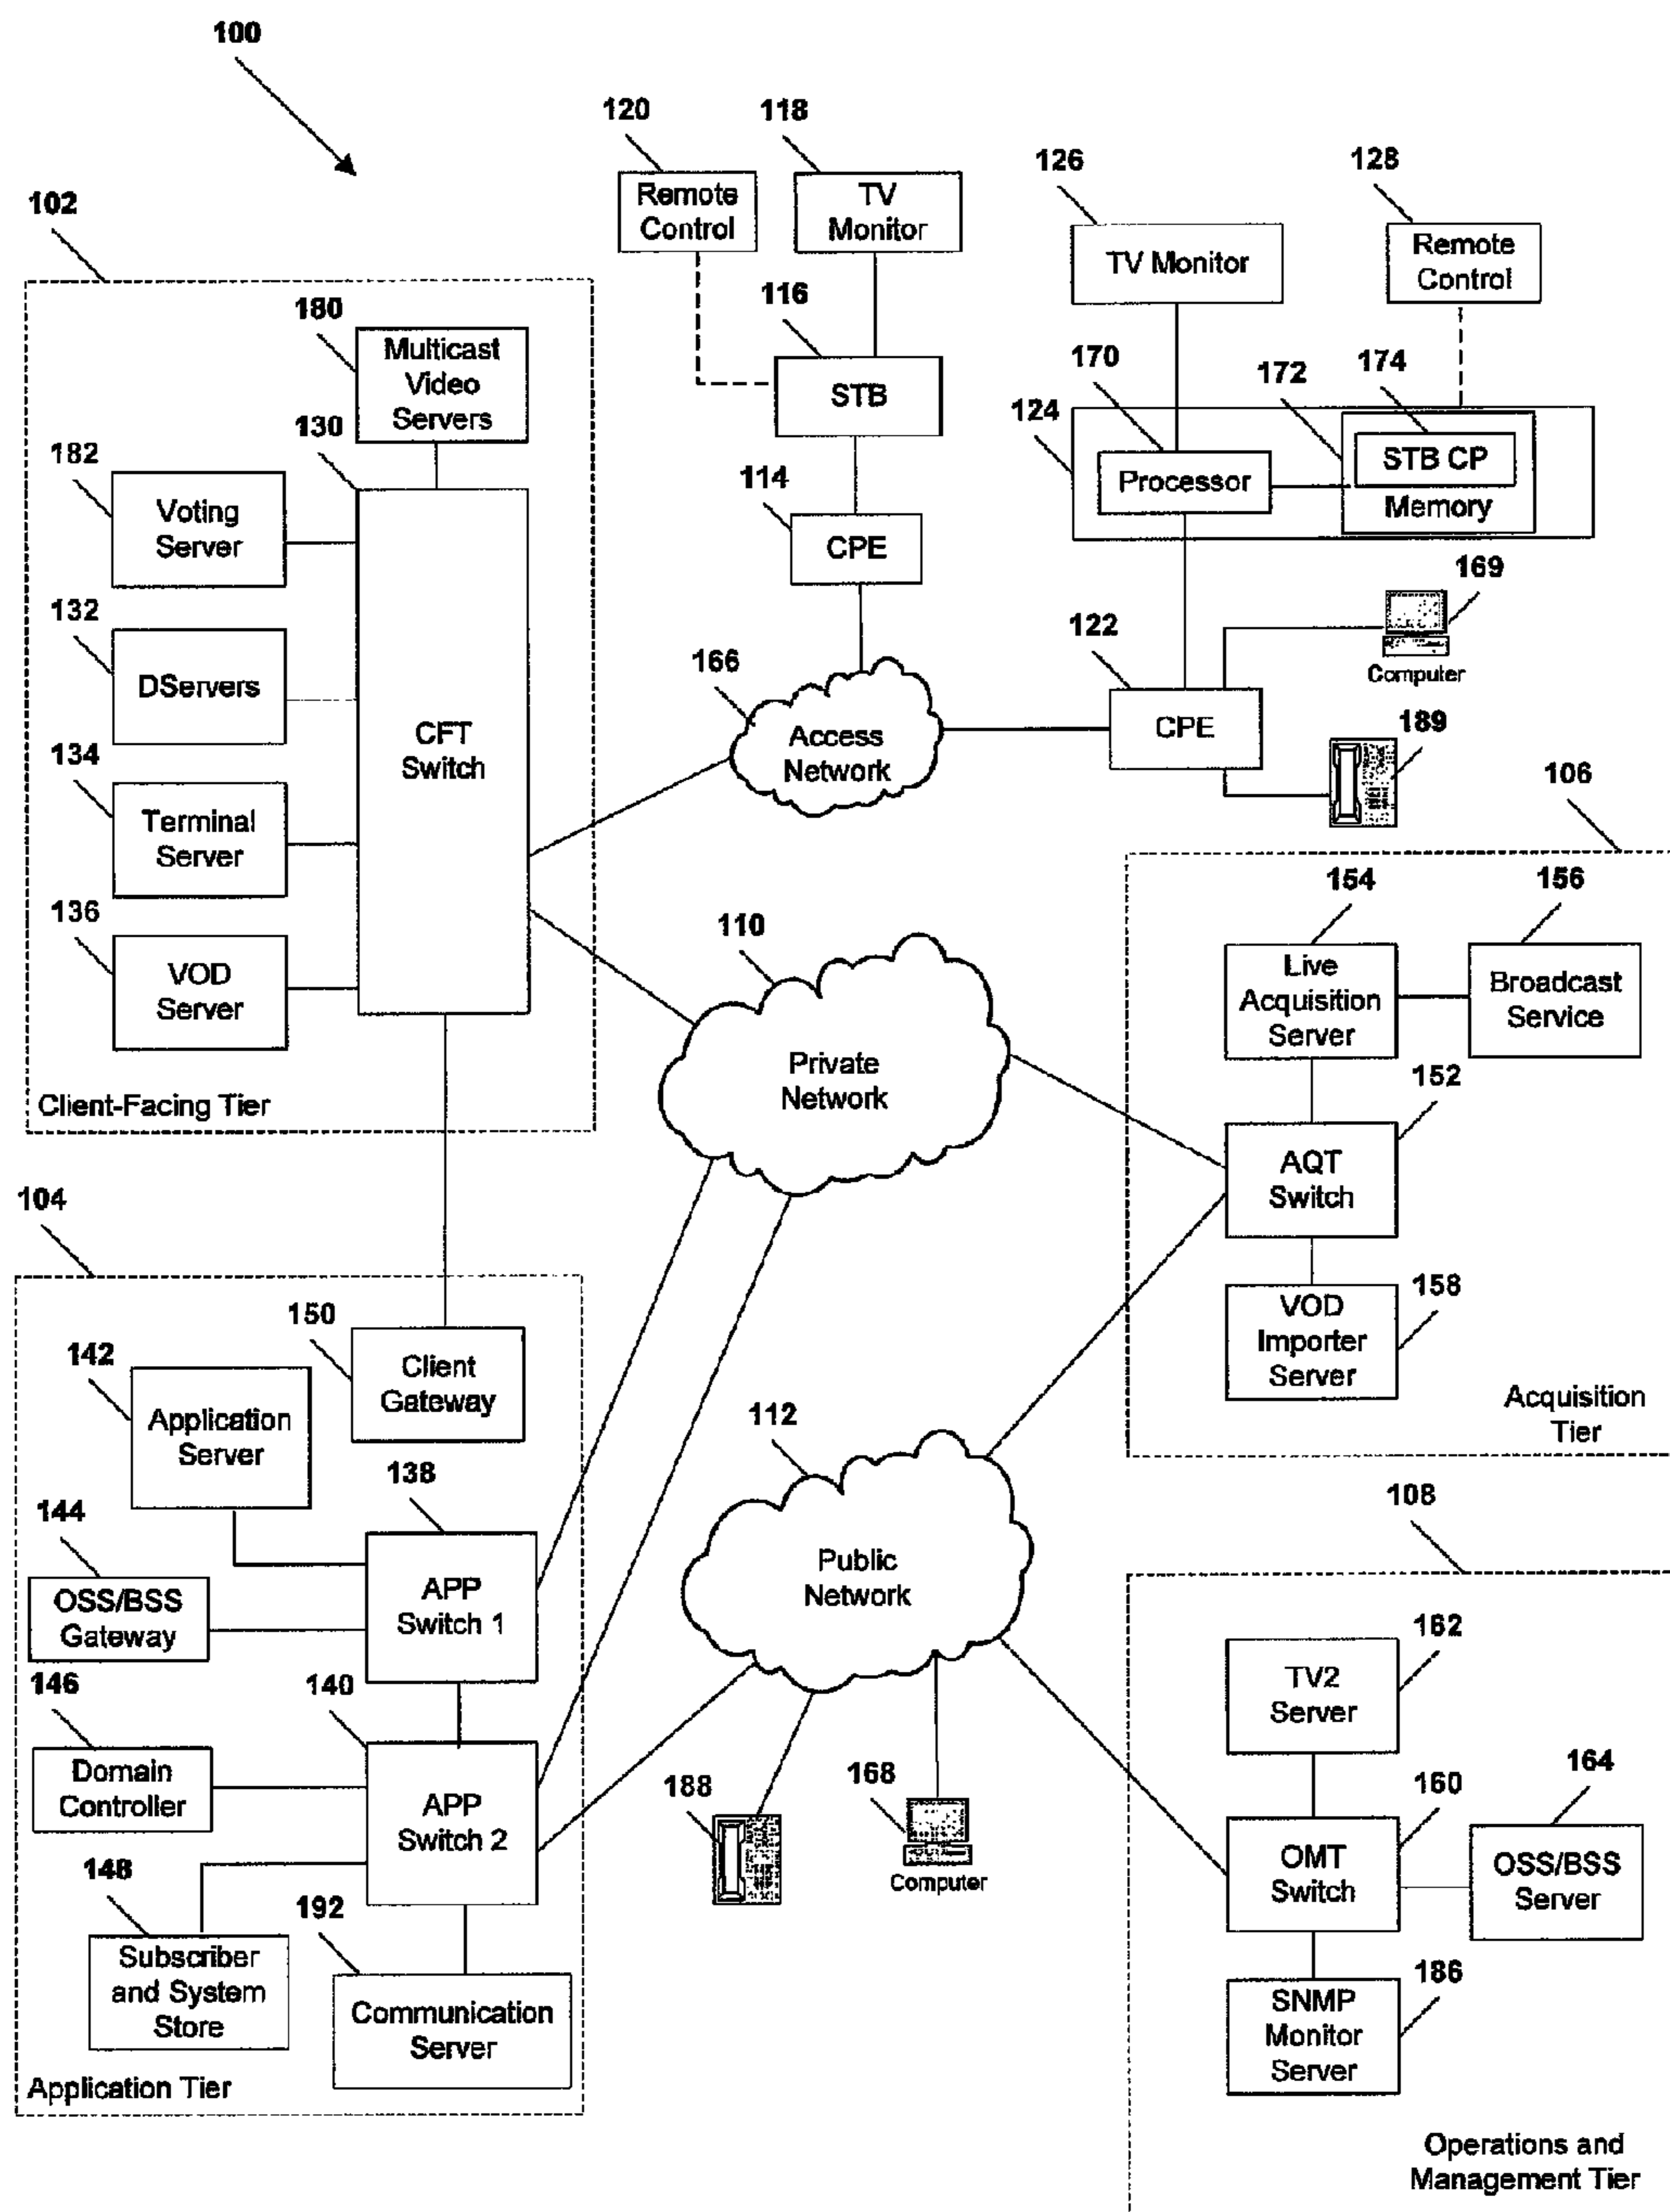 100
120
118
126
128
102
Remote
Control
TV
Monitor
TV Monitor
Remote
Control
180
Multicast
Video
Servers
116
STB
170
172
174
124
STB CP
Processor
Memory
130
182
Voting
Server
114
CPE
169
Computer
132
DServers
122
CPE
166
Access
Network
189
CFT
Switch
134
Terminal
Server
106
136
VOD
Server
110
Private
Network
154
156
Live
Acquisition
Server
Broadcast
Service
152
Client-Facing Tier
AQT
Switch
104
158
VOD
Importer
Server
150
Client
Gateway
142
Application
Server
Acquisition
Tier
112
Public
Network
138
108
144
OSS/BSS
Gateway
APP
Switch 1
162
TV2
Server
146
Domain
Controller
140
APP
Switch 2
188
168
Computer
160
164
OMT
Switch
OSS/BSS
Server
148
Subscriber
and System
Store
192
Communication
Server
186
SNMP
Monitor
Server
Application Tier
Operations and
Management Tier